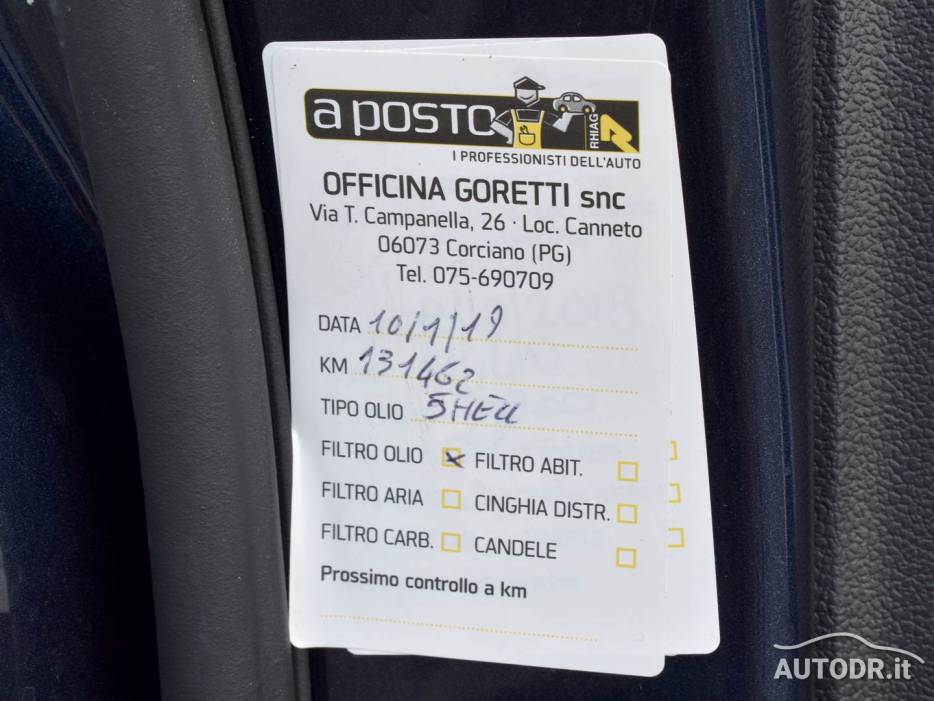 a posto
RHIAG
I PROFESSIONISTI DELL'AUTO
OFFICINA GORETTI snc
Via T. Campanella, 26 · Loc. Canneto
06073 Corciano (PG)
Tel. 075-690709
DATA 10/1/19
KM 131462
TIPO OLIO SHELL
FILTRO OLIO FILTRO ABIT.
FILTRO ARIA CINGHIA DISTR.
FILTRO CARB. CANDELE
Prossimo controllo a km
AUTODR.it